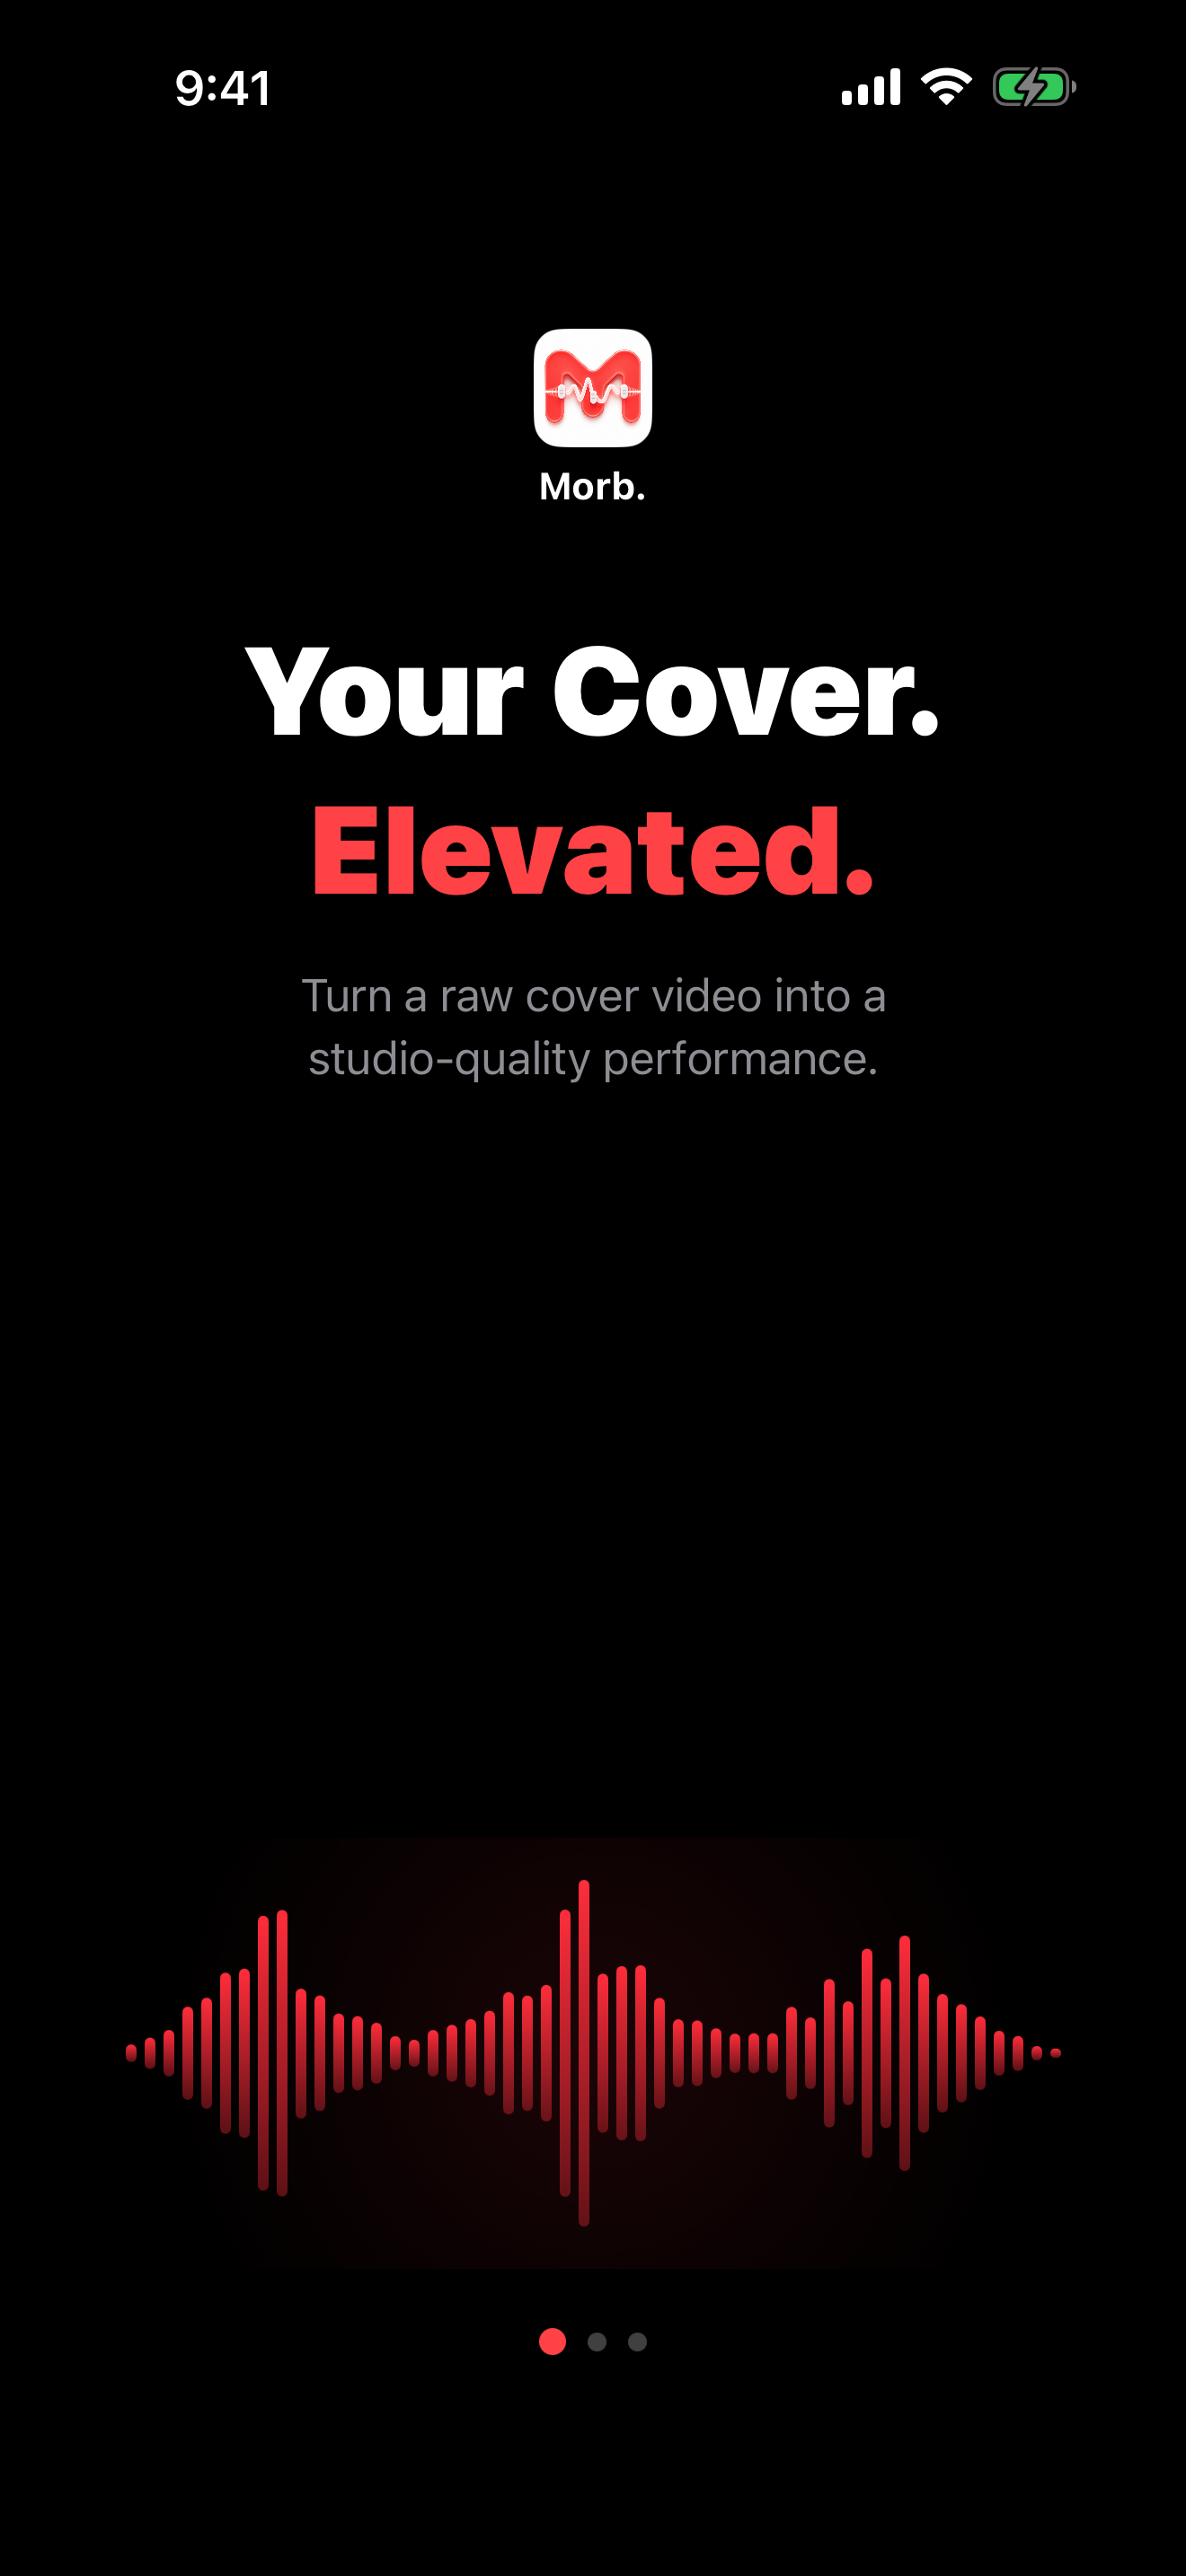 9:41
Morb.
Your Cover.
Elevated.
Turn a raw cover video into a
studio-quality performance.